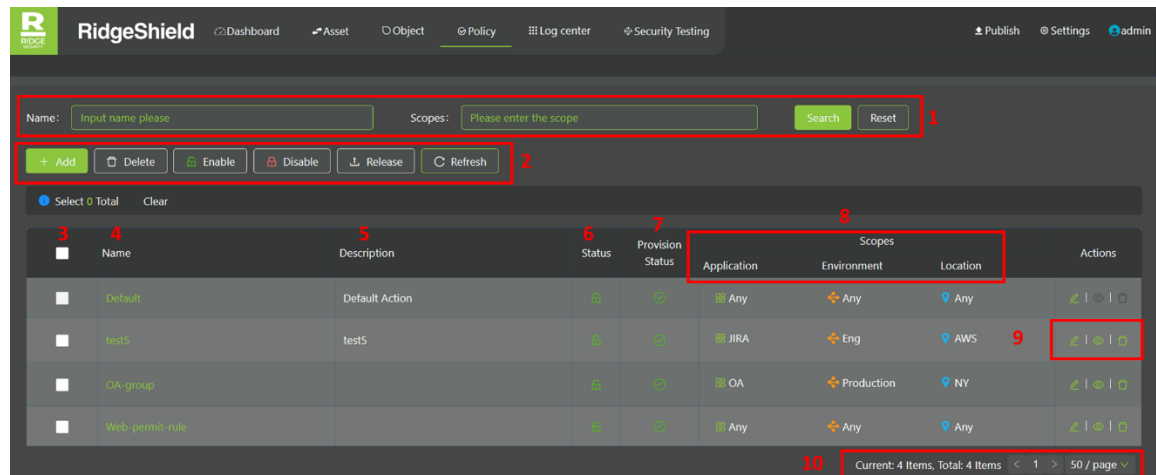 R
RIDGE
SECURITY
RidgeShield Dashboard Asset Object Policy Log center Security Testing Publish Settings admin
Name: Input name please Scopes: Please enter the scope Search Reset 1
+ Add Delete Enable Disable Release Refresh 2
Select 0 Total Clear
3 4 5 6 7 8
Name Description Status Provision Status Scopes Actions
Application Environment Location
Default Default Action Any Any Any
test5 test5 JIRA Eng AWS 9
OA-group OA Production NY
Web-permit-rule Any Any Any
10 Current: 4 Items, Total: 4 Items < 1 > 50 / page